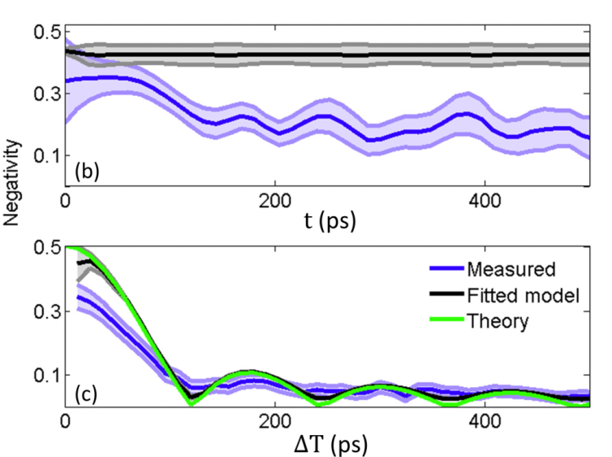 0.5
0.3
0.1
(b)
0 200 400
t (ps)
Negativity
0.5
0.3
0.1
Measured
Fitted model
Theory
(c)
0 200 400
ΔT (ps)